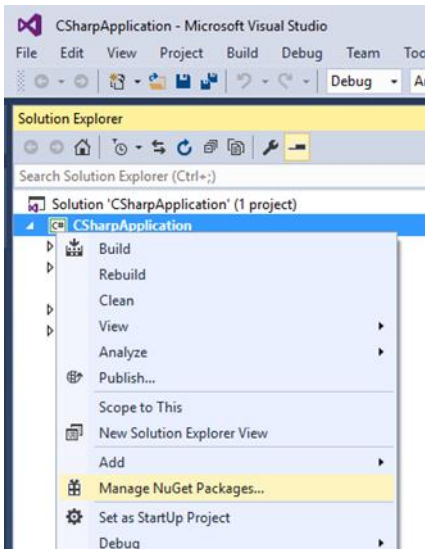 CSharpApplication - Microsoft Visual Studio
File Edit View Project Build Debug Team
Debug
Solution Explorer
Search Solution Explorer (Ctrl+;)
Solution 'CSharpApplication' (1 project)
C# CSharpApplication
Build
Rebuild
Clean
View
Analyze
Publish...
Scope to This
New Solution Explorer View
Add
Manage NuGet Packages...
Set as StartUp Project
Debug